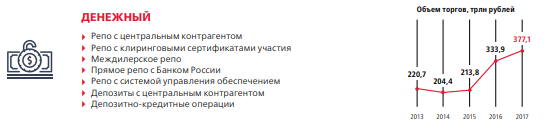 ДЕНЕЖНЫЙ
Репо с центральным контрагентом
Репо с клиринговыми сертификатами участия
Междилерское репо
Прямое репо с Банком России
Репо с системой управления обеспечением
Депозиты с центральным контрагентом
Депозитно-кредитные операции
Объем торгов, трлн рублей
220,7
204,4
213,8
333,9
377,1
2013
2014
2015
2016
2017